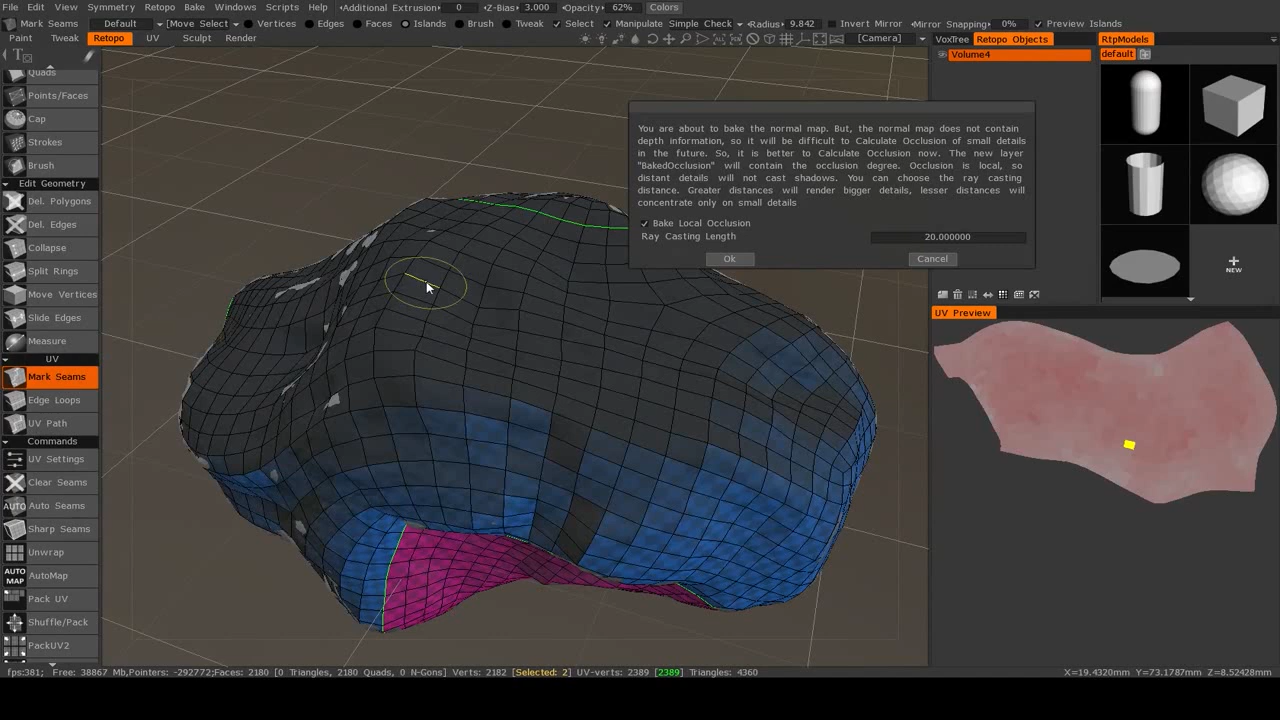 File Edit Geometry Windows Symmetry Retopo Bake Windows Scripts Help Additional Extrusion 0 Z-Bias 3.000 Opacity 62% Colors
Mark Seams Default [Move Select] Vertices Edges Faces Islands Brush Tweak Select Manipulate Simple Check Radius 9.842 Invert Mirror Mirror Snapping 0% Preview Islands
Paint Tweak Retopo UV Sculpt Render [Camera] VoxTree Retopo Objects RtpModels
Volume4
default
Quads
Points/Faces
Cap
Strokes
Brush
Edit Geometry
Del. Polygons
Del. Edges
Collapse
Split Rings
Move Vertices
Slide Edges
Measure
UV
Mark Seams
Edge Loops
UV Path
Commands
UV Settings
Clear Seams
AUTO Auto Seams
Sharp Seams
Unwrap
AUTO MAP AutoMap
Pack UV
Shuffle/Pack
PackUV2
You are about to bake the normal map. But, the normal map does not contain
depth information, so it will be difficult to Calculate Occlusion of small details
in the future. So, it is better to Calculate Occlusion now. The new layer
"BakedOcclusion" will contain the occlusion degree. Occlusion is local, so
distant details will not cast shadows. You can choose the ray casting
distance. Greater distances will render bigger details, lesser distances will
concentrate only on small details
Bake Local Occlusion
Ray Casting Length 20.000000
Ok Cancel
NEW
UV Preview
fps:381; Free: 38867 Mb,Pointers: -292772;Faces: 2180 [0 Triangles, 2180 Quads, 0 N-Gons] Verts: 2182 [Selected: 2] UV-verts: 2389 [2389] Triangles: 4360 X=19.4320mm Y=73.1787mm Z=8.52428mm